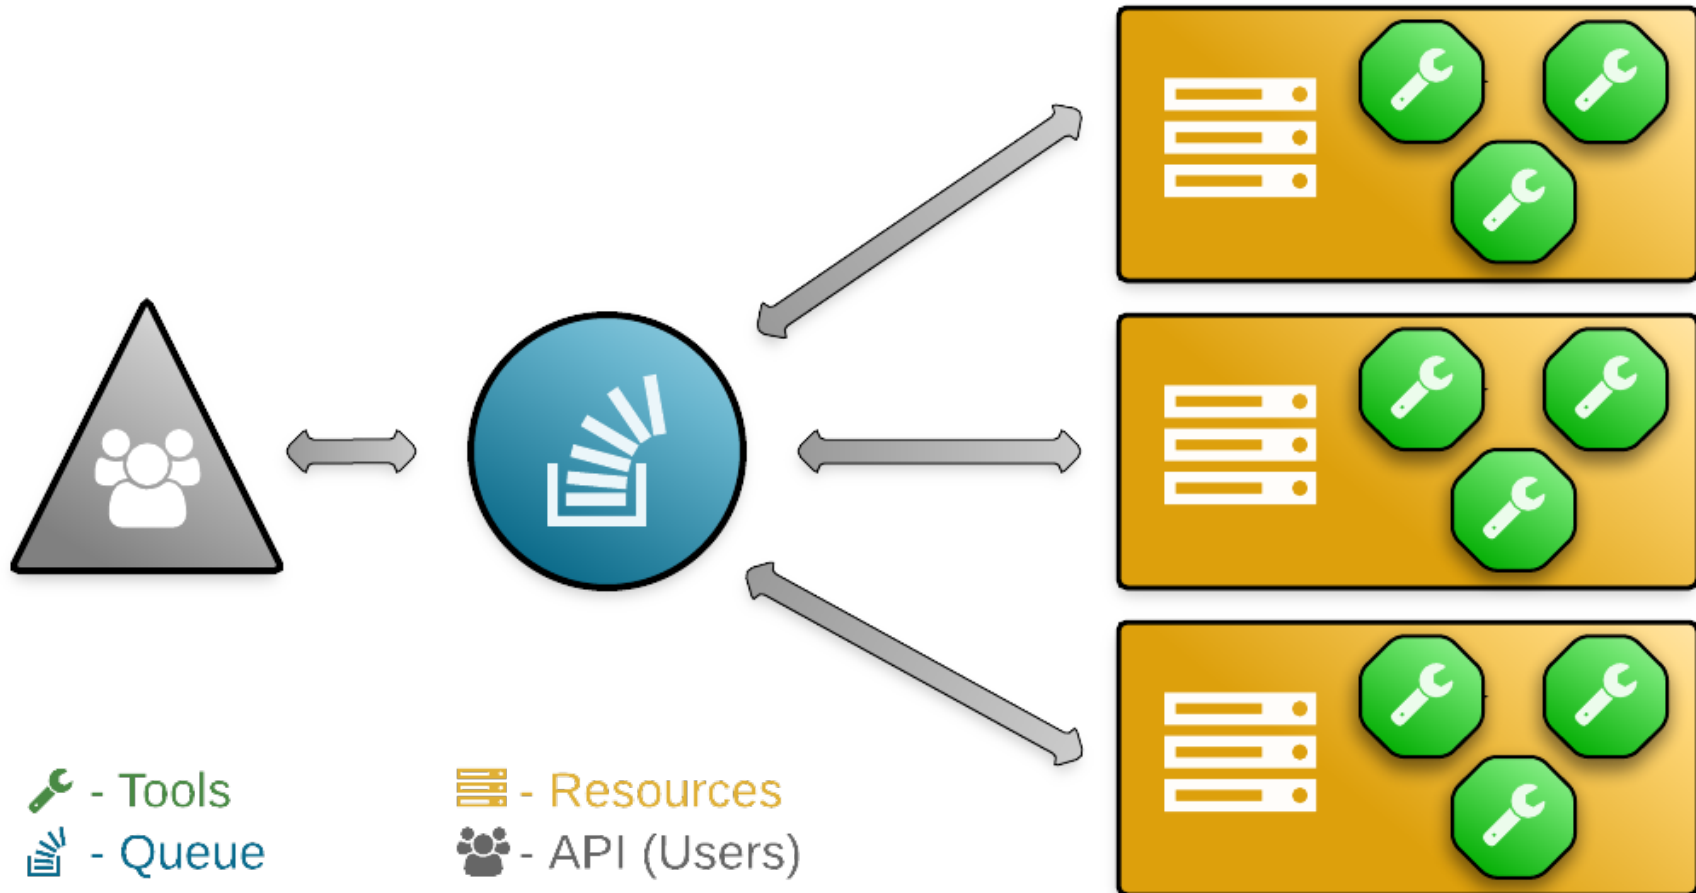 - Tools
- Queue
- Resources
- API (Users)